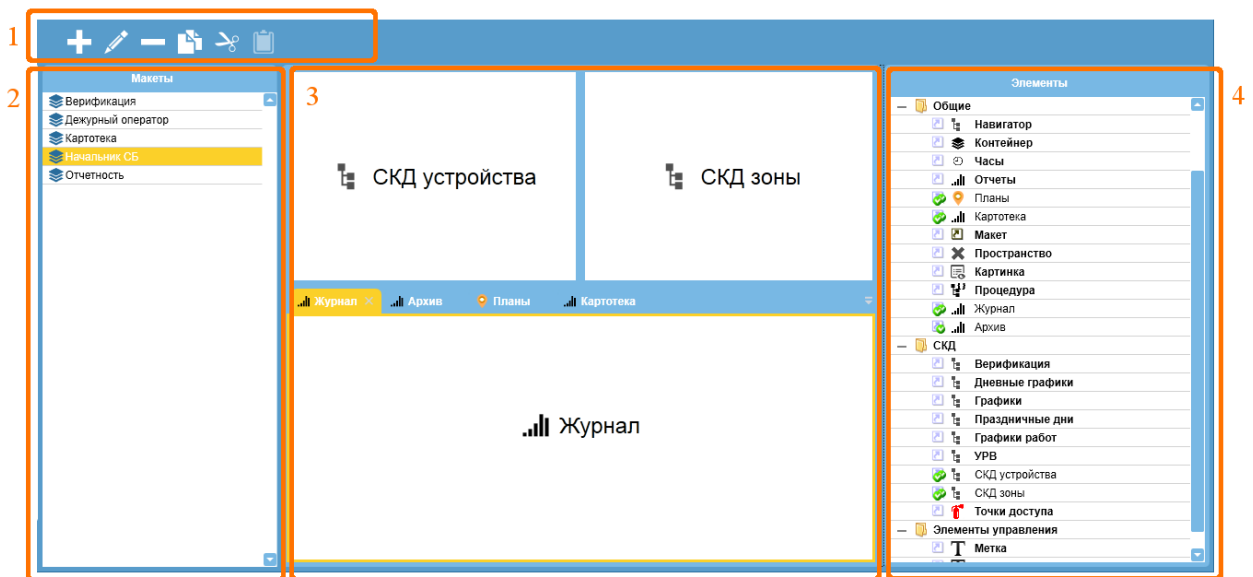 1
2
Макеты
Верификация
Дежурный оператор
Картотека
Начальник СБ
Отчетность
3
СКД устройства
СКД зоны
Журнал
Архив
Планы
Картотека
Журнал
4
Элементы
Общие
Навигатор
Контейнер
Часы
Отчеты
Планы
Картотека
Макет
Пространство
Картинка
Процедура
Журнал
Архив
СКД
Верификация
Дневные графики
Графики
Праздничные дни
Графики работ
УРВ
СКД устройства
СКД зоны
Точки доступа
Элементы управления
Метка